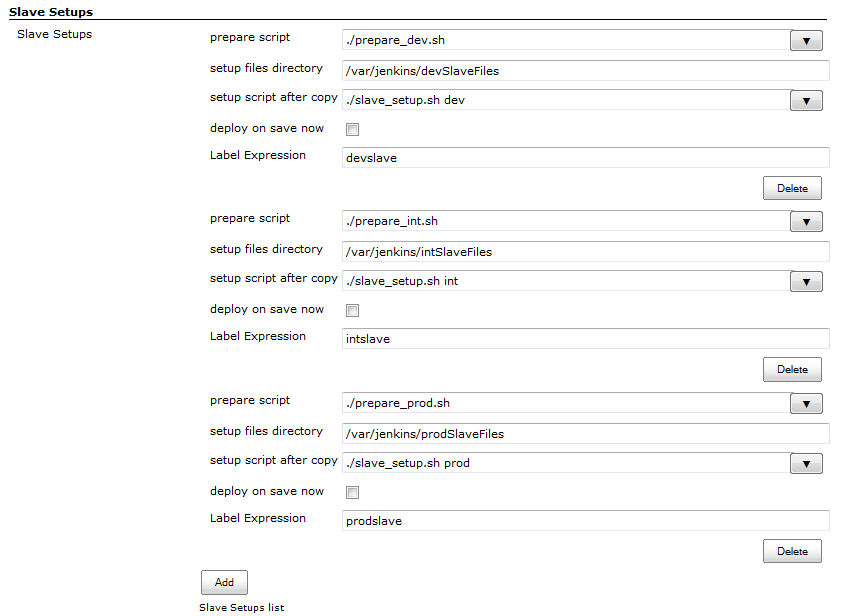 Slave Setups
Slave Setups
prepare script ./prepare_dev.sh
setup files directory /var/jenkins/devSlaveFiles
setup script after copy ./slave_setup.sh dev
deploy on save now
Label Expression devslave
Delete
prepare script ./prepare_int.sh
setup files directory /var/jenkins/intSlaveFiles
setup script after copy ./slave_setup.sh int
deploy on save now
Label Expression intslave
Delete
prepare script ./prepare_prod.sh
setup files directory /var/jenkins/prodSlaveFiles
setup script after copy ./slave_setup.sh prod
deploy on save now
Label Expression prodslave
Delete
Add
Slave Setups list